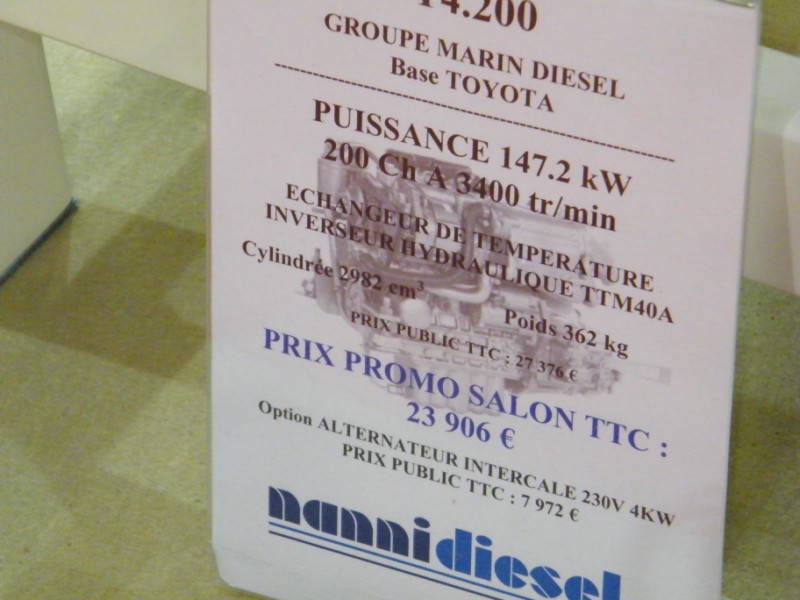 T4.200
GROUPE MARIN DIESEL
Base TOYOTA
PUISSANCE 147.2 kW
200 Ch A 3400 tr/min
ECHANGEUR DE TEMPERATURE
INVERSEUR HYDRAULIQUE TTM40A
Cylindrée 2982 cm³
Poids 362 kg
PRIX PUBLIC TTC : 27 376 €
PRIX PROMO SALON TTC :
23 906 €
Option ALTERNATEUR INTERCALE 230V 4KW
PRIX PUBLIC TTC : 7 972 €
nannidiesel